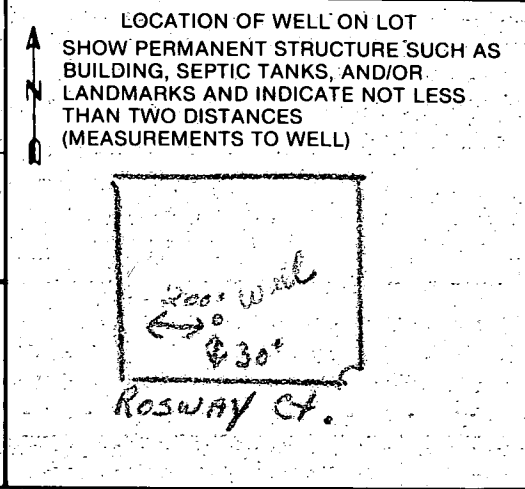 LOCATION OF WELL ON LOT
SHOW PERMANENT STRUCTURE SUCH AS
BUILDING, SEPTIC TANKS, AND/OR
N LANDMARKS AND INDICATE NOT LESS
THAN TWO DISTANCES
(MEASUREMENTS TO WELL)
200+ Well
30+
ROSWAY Ct.